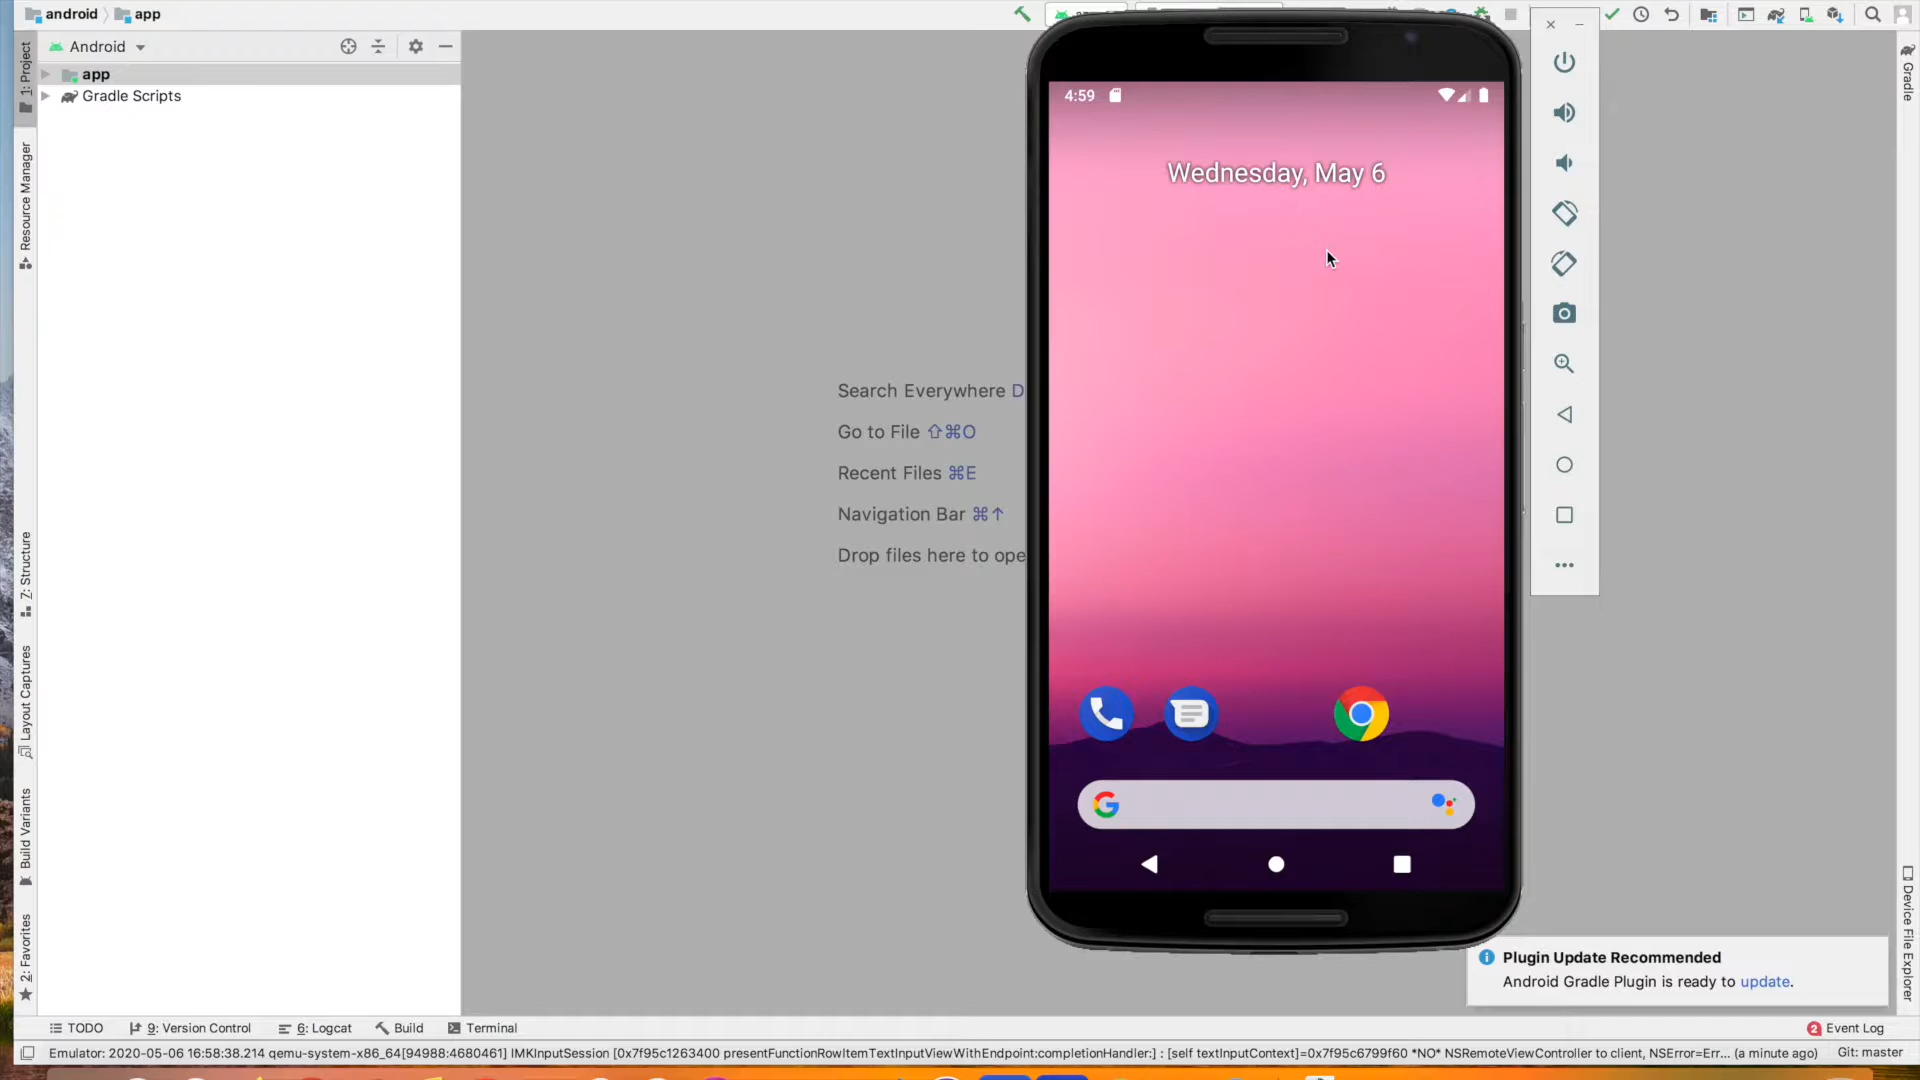 android
app
Android
app
Gradle Scripts
1: Project
Resource Manager
Z: Structure
Layout Captures
Build Variants
2: Favorites
Search Everywhere D
Go to File ⇧⌘O
Recent Files ⌘E
Navigation Bar ⌘↑
Drop files here to ope
4:59
Wednesday, May 6
Gradle
Device File Explorer
Plugin Update Recommended
Android Gradle Plugin is ready to update.
TODO
9: Version Control
6: Logcat
Build
Terminal
2 Event Log
Emulator: 2020-05-06 16:58:38.214 qemu-system-x86_64[94988:4680461] IMKInputSession [0x7f95c1263400 presentFunctionRowItemTextInputViewWithEndpoint:completionHandler:] : [self textInputContext]=0x7f95c6799f60 *NO* NSRemoteViewController to client, NSError=Err... (a minute ago)
Git: master